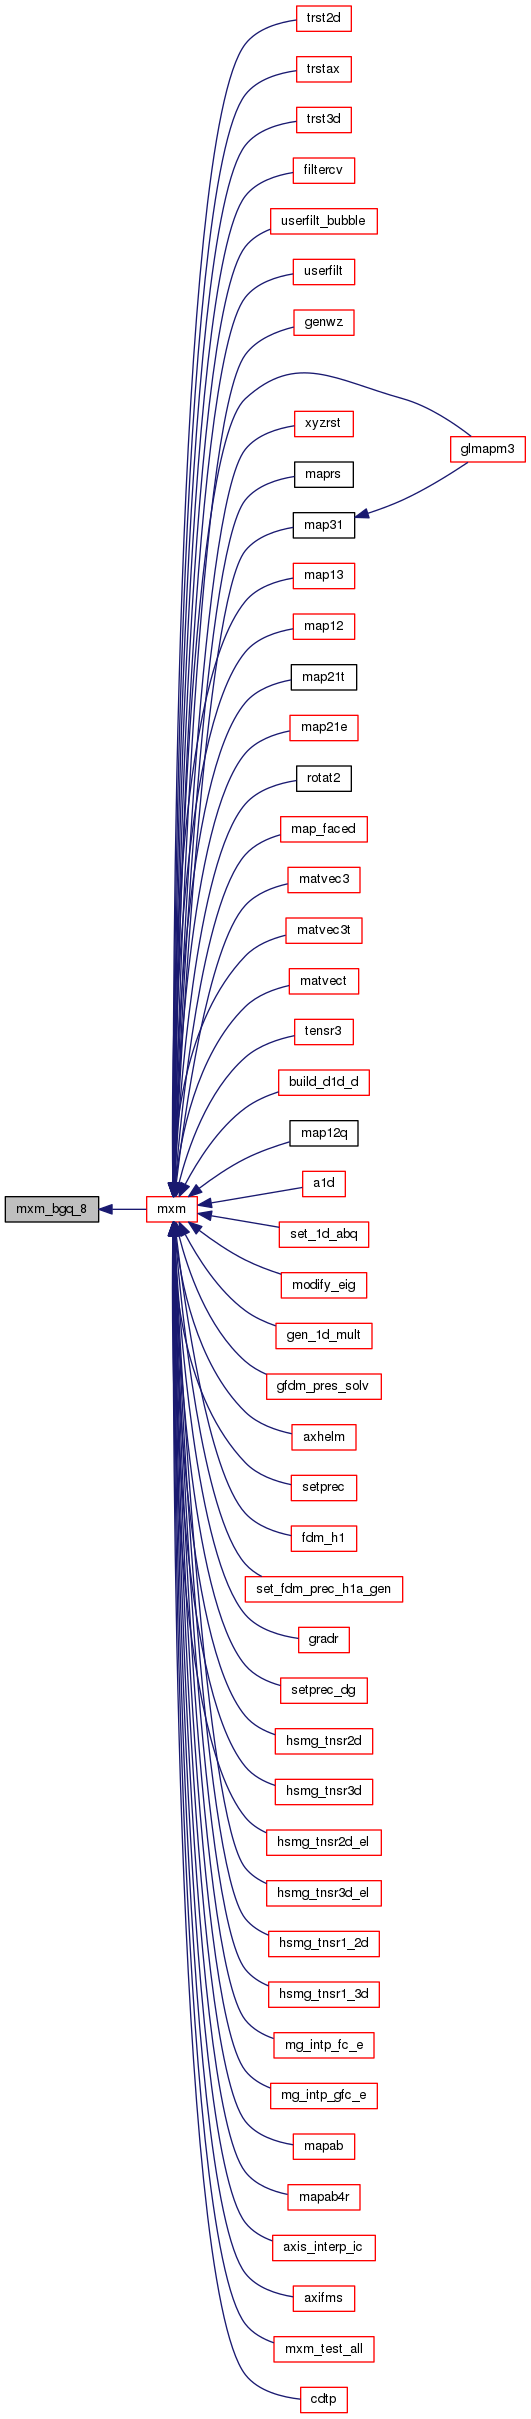 trst2d
trstax
trst3d
filtercv
userfilt_bubble
userfilt
genwz
xyzrst
glmapm3
maprs
map31
map13
map12
map21t
map21e
rotat2
map_faced
matvec3
matvec3t
matvect
tensr3
build_d1d_d
map12q
a1d
mxm_bgq_8
mxm
set_1d_abq
modify_eig
gen_1d_mult
gfdm_pres_solv
axhelm
setprec
fdm_h1
set_fdm_prec_h1a_gen
gradr
setprec_dg
hsmg_tnsr2d
hsmg_tnsr3d
hsmg_tnsr2d_el
hsmg_tnsr3d_el
hsmg_tnsr1_2d
hsmg_tnsr1_3d
mg_intp_fc_e
mg_intp_gfc_e
mapab
mapab4r
axis_interp_ic
axifms
mxm_test_all
cdtp